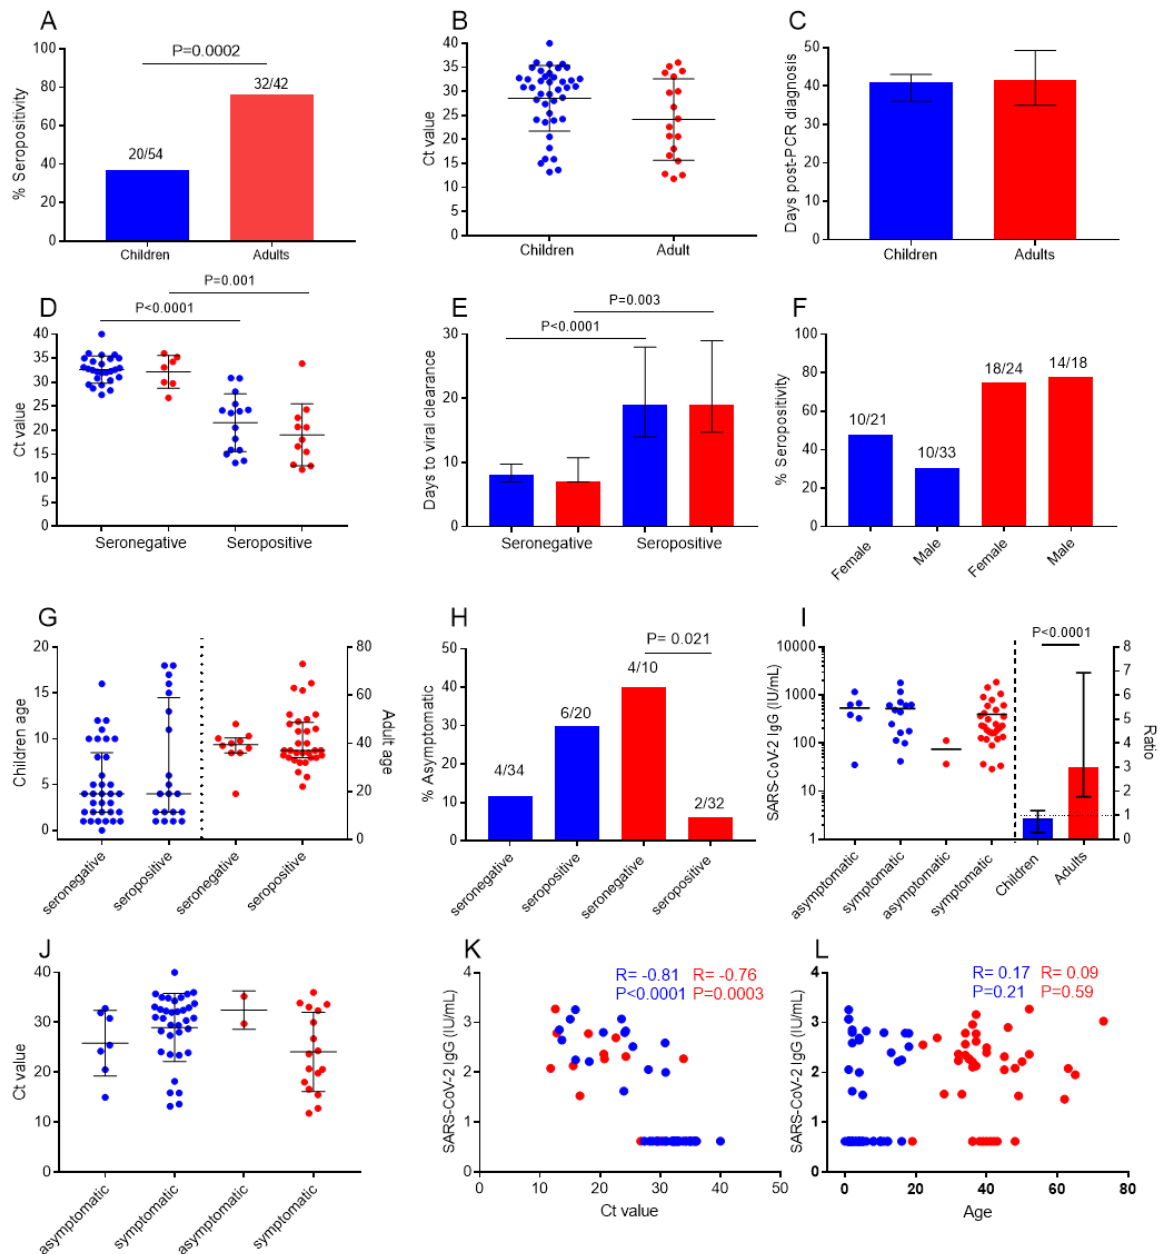 A
P=0.0002
32/42
20/54
% Seropositivity
100
80
60
40
20
0
Children
Adults
B
Ct value
40
35
30
25
20
15
10
5
0
Children
Adult
C
Days post-PCR diagnosis
50
40
30
20
10
0
Children
Adults
D
P=0.001
P<0.0001
Ct value
40
35
30
25
20
15
10
5
0
Seronegative
Seropositive
E
P=0.003
P<0.0001
Days to viral clearance
30
20
10
0
Seronegative
Seropositive
F
% Seropositivity
100
80
60
40
20
0
10/21
10/33
18/24
14/18
Female
Male
Female
Male
G
Children age
20
15
10
5
0
80
60
40
20
0
Adult age
seronegative
seropositive
seronegative
seropositive
H
P= 0.021
% Asymptomatic
50
40
30
20
10
0
4/34
6/20
4/10
2/32
seronegative
seropositive
seronegative
seropositive
I
P<0.0001
SARS-CoV-2 IgG (IU/mL)
10000
1000
100
10
1
8
7
6
5
4
3
2
1
0
Ratio
asymptomatic
symptomatic
asymptomatic
symptomatic
Children
Adults
J
Ct value
40
30
20
10
0
asymptomatic
symptomatic
asymptomatic
symptomatic
K
R= -0.81 R= -0.76
P<0.0001 P=0.0003
SARS-CoV-2 IgG (IU/mL)
4
3
2
1
0
0 10 20 30 40 50
Ct value
L
R= 0.17 R= 0.09
P=0.21 P=0.59
SARS-CoV-2 IgG (IU/mL)
4
3
2
1
0
0 20 40 60 80
Age